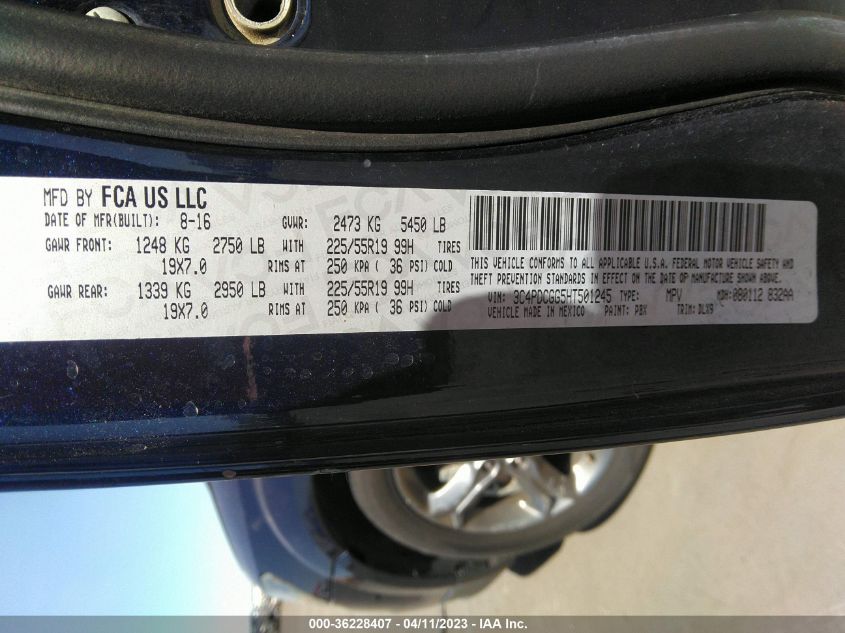 MFD BY FCA US LLC
DATE OF MFR(BUILT): 8-16 GVWR: 2473 KG 5450 LB
GAWR FRONT: 1248 KG 2750 LB WITH 225/55R19 99H TIRES
19X7.0 RIMS AT 250 KPA ( 36 PSI) COLD
GAWR REAR: 1339 KG 2950 LB WITH 225/55R19 99H TIRES
19X7.0 RIMS AT 250 KPA ( 36 PSI) COLD
THIS VEHICLE CONFORMS TO ALL APPLICABLE U.S.A. FEDERAL MOTOR VEHICLE SAFETY AND
THEFT PREVENTION STANDARDS IN EFFECT ON THE DATE OF MANUFACTURE SHOWN ABOVE
VIN: 3C4PDCGG5HT501245 TYPE: MPV MDH: 080112 8329AA
VEHICLE MADE IN MEXICO PAINT: PBX TRIM: DLX9
000-36228407 - 04/11/2023 - IAA Inc.